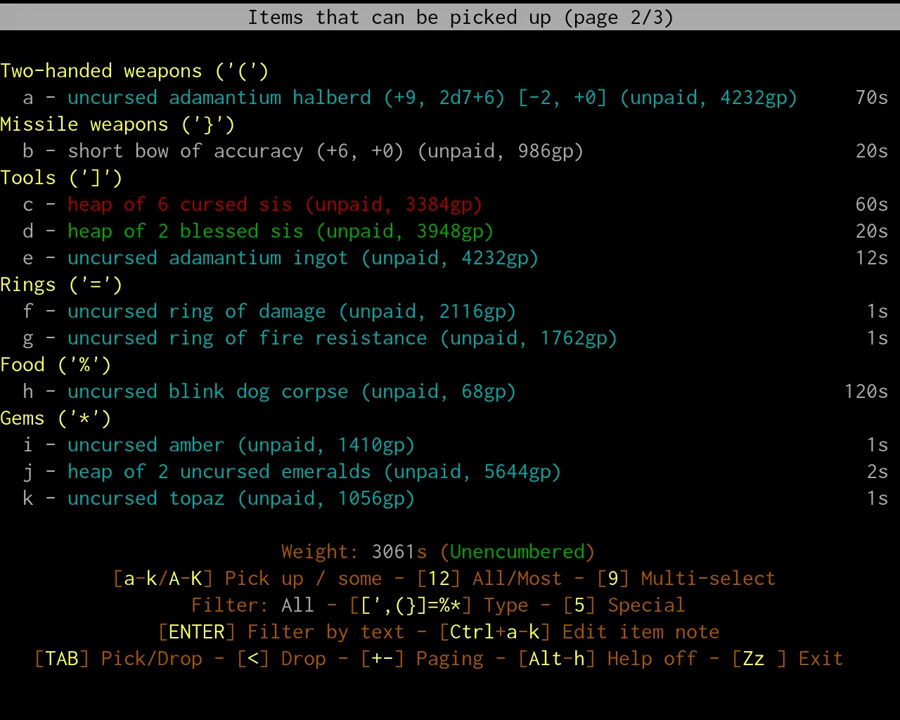 Items that can be picked up (page 2/3)
Two-handed weapons ('(')
a - uncursed adamantium halberd (+9, 2d7+6) [-2, +0] (unpaid, 4232gp) 70s
Missile weapons ('}')
b - short bow of accuracy (+6, +0) (unpaid, 986gp) 20s
Tools (']')
c - heap of 6 cursed sis (unpaid, 3384gp) 60s
d - heap of 2 blessed sis (unpaid, 3948gp) 20s
e - uncursed adamantium ingot (unpaid, 4232gp) 12s
Rings ('=')
f - uncursed ring of damage (unpaid, 2116gp) 1s
g - uncursed ring of fire resistance (unpaid, 1762gp) 1s
Food ('%')
h - uncursed blink dog corpse (unpaid, 68gp) 120s
Gems ('*')
i - uncursed amber (unpaid, 1410gp) 1s
j - heap of 2 uncursed emeralds (unpaid, 5644gp) 2s
k - uncursed topaz (unpaid, 1056gp) 1s
Weight: 3061s (Unencumbered)
[a-k/A-K] Pick up / some - [12] All/Most - [9] Multi-select
Filter: All - [[',(}]=%*] Type - [5] Special
[ENTER] Filter by text - [Ctrl+a-k] Edit item note
[TAB] Pick/Drop - [<] Drop - [+-] Paging - [Alt-h] Help off - [Zz ] Exit